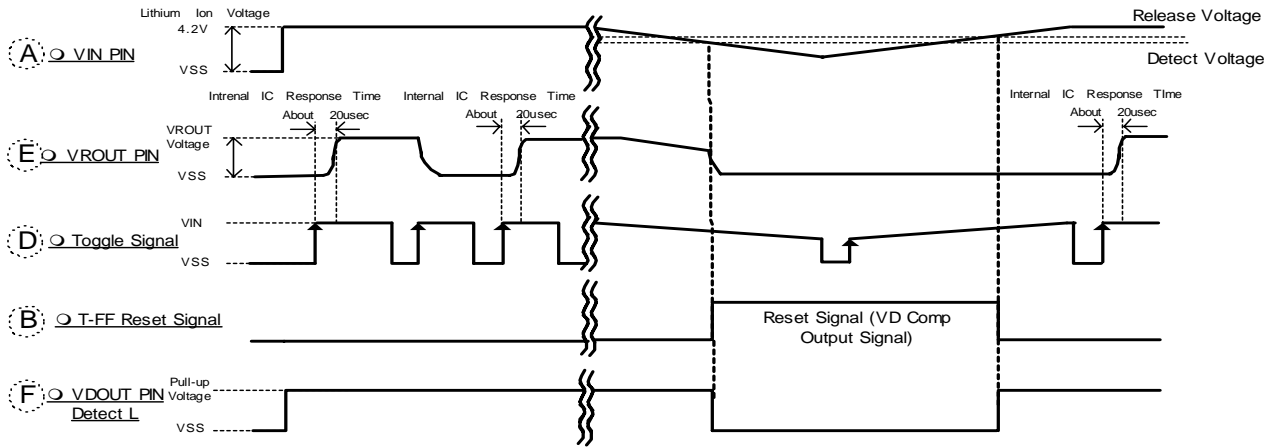 Lithium Ion Voltage
4.2V
Release Voltage
A VIN PIN
Detect Voltage
VSS
Intrenal IC Response Time
Internal IC Response Time
Internal IC Response TIme
About 20usec
About 20usec
About 20usec
VROUT
Voltage
E VROUT PIN
VSS
VIN
D Toggle Signal
VSS
B T-FF Reset Signal
Reset Signal (VD Comp
Output Signal)
Pull-up
Voltage
F VDOUT PIN
Detect L
VSS